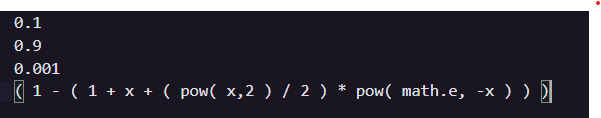 0.1
0.9
0.001
( 1 - ( 1 + x + ( pow( x,2 ) / 2 ) * pow( math.e, -x ) ) )